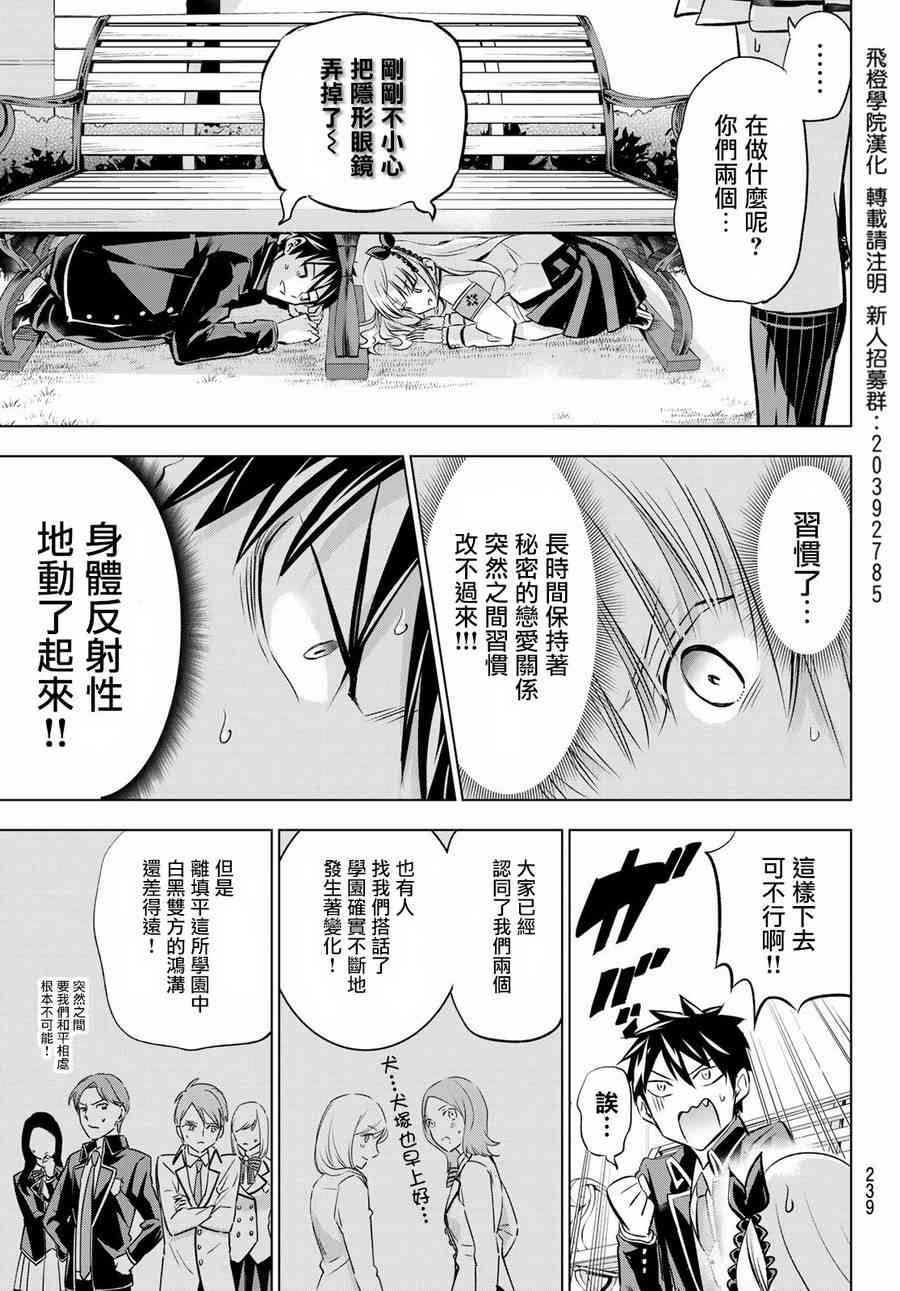 ……
在做什麼呢？
你們兩個…
剛剛不小心
把隱形眼鏡
弄掉了～
習慣了…
長時間保持著
秘密的戀愛關係
突然之間習慣
改不過來!!!
身體反射性
地動了起來!!
這樣下去
可不行啊!!
誒…
大家已經
認同了我們兩個
也有人
找我們搭話了
學園確實不斷地
發生著變化！
犬…犬塚也早上好…
但是
離填平這所學園中
白黑雙方的鴻溝
還差得遠！
突然之間
要我們和平相處
根本不可能！
飛橙學院漢化 轉載請注明 新人招募群：20392785
239